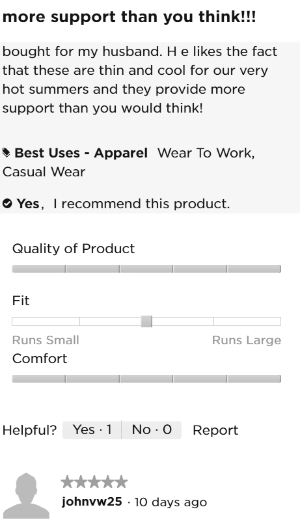 more support than you think!!!
bought for my husband. H e likes the fact
that these are thin and cool for our very
hot summers and they provide more
support than you would think!
Best Uses - Apparel Wear To Work,
Casual Wear
Yes, I recommend this product.
Quality of Product
Fit
Runs Small Runs Large
Comfort
Helpful? Yes · 1 No · 0 Report
johnvw25 · 10 days ago